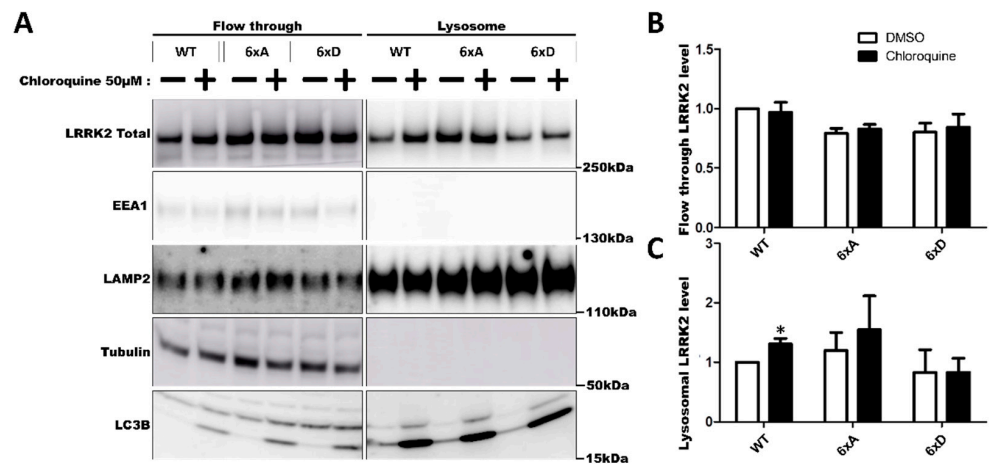 A
Flow through
Lysosome
WT
6xA
6xD
WT
6xA
6xD
Chloroquine 50μM :
− + − + − + − + − + − +
LRRK2 Total
250kDa
EEA1
130kDa
LAMP2
110kDa
Tubulin
50kDa
LC3B
15kDa
B
DMSO
Chloroquine
Flow through LRRK2 level
1.5
1.0
0.5
0.0
WT
6xA
6xD
C
Lysosomal LRRK2 level
3
2
1
0
*
WT
6xA
6xD